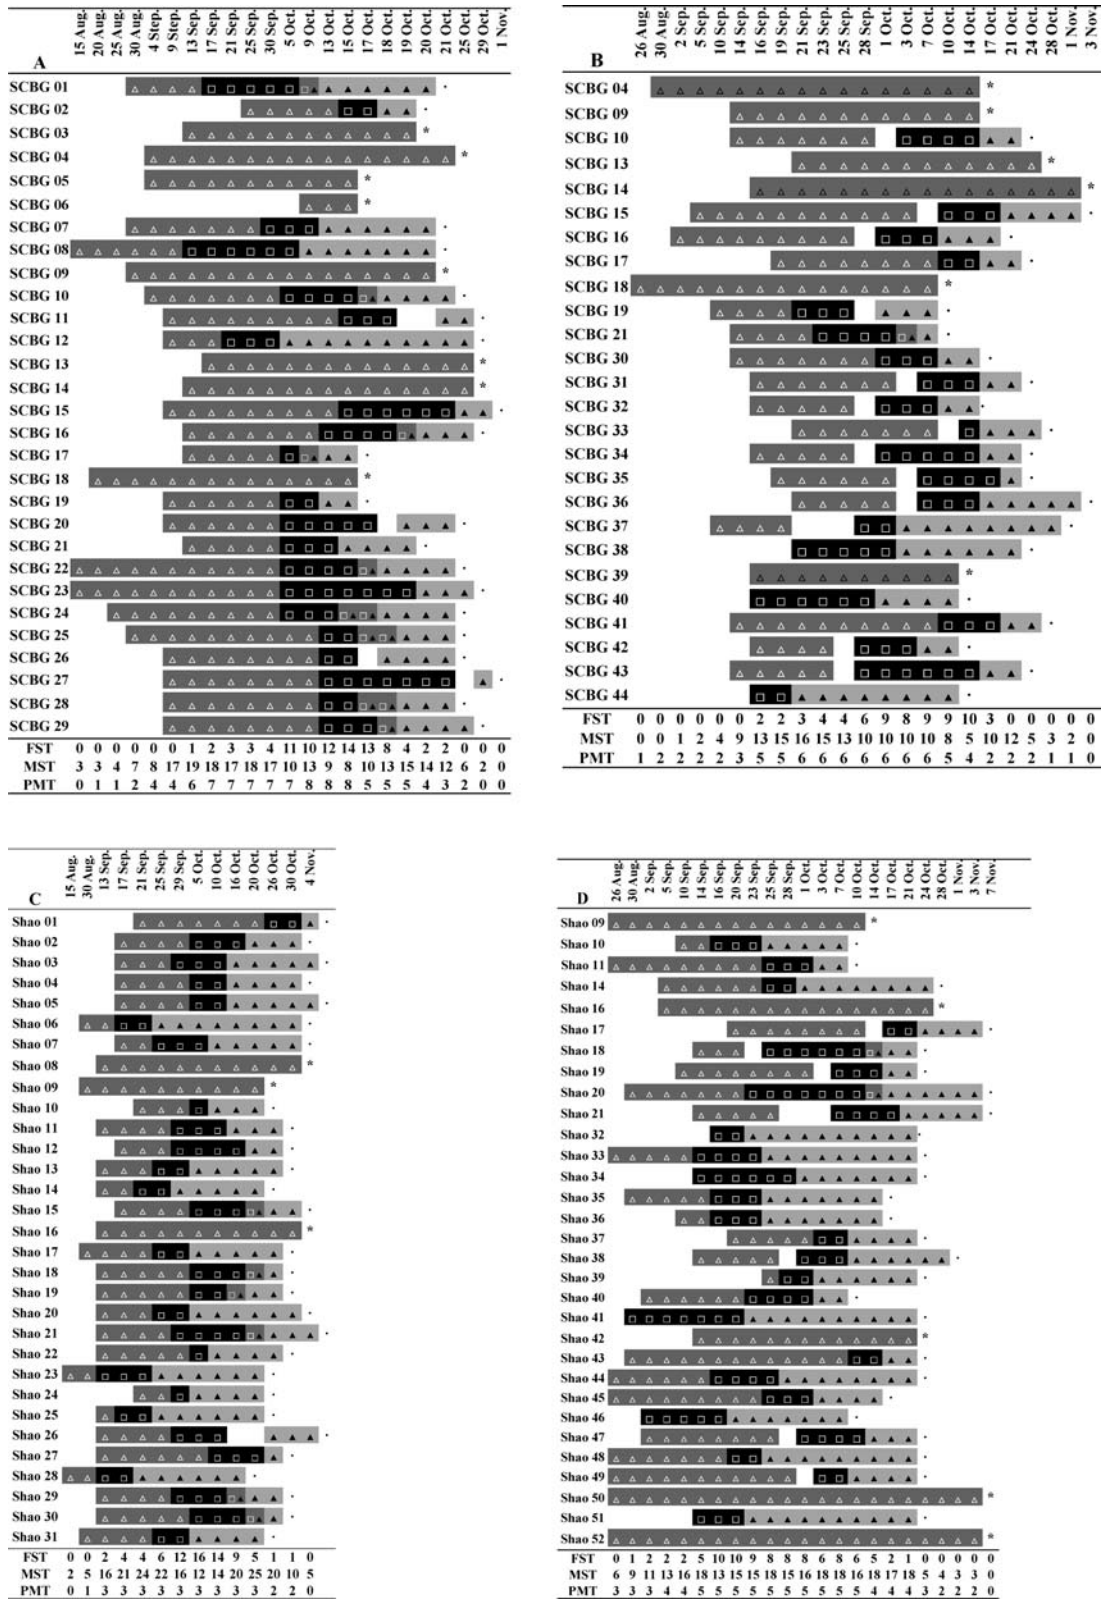 A
15 Aug.
20 Aug.
25 Aug.
30 Aug.
4 Step.
9 Step.
13 Sep.
17 Sep.
21 Sep.
25 Sep.
30 Sep.
5 Oct.
9 Oct.
13 Oct.
15 Oct.
17 Oct.
18 Oct.
19 Oct.
20 Oct.
21 Oct.
25 Oct.
29 Oct.
1 Nov.
SCBG 01
SCBG 02
SCBG 03
SCBG 04
SCBG 05
SCBG 06
SCBG 07
SCBG 08
SCBG 09
SCBG 10
SCBG 11
SCBG 12
SCBG 13
SCBG 14
SCBG 15
SCBG 16
SCBG 17
SCBG 18
SCBG 19
SCBG 20
SCBG 21
SCBG 22
SCBG 23
SCBG 24
SCBG 25
SCBG 26
SCBG 27
SCBG 28
SCBG 29
FST 0 0 0 0 0 0 1 2 3 3 4 11 10 12 14 13 8 4 2 2 0 0 0
MST 3 3 4 7 8 17 19 18 17 18 17 10 13 9 8 10 13 15 14 12 6 2 0
PMT 0 1 1 2 4 4 6 7 7 7 7 7 8 8 8 5 5 5 4 3 2 0 0
B
26 Aug.
30 Aug.
2 Sep.
5 Sep.
10 Sep.
14 Sep.
16 Sep.
19 Sep.
21 Sep.
23 Sep.
25 Sep.
28 Sep.
1 Oct.
3 Oct.
7 Oct.
10 Oct.
14 Oct.
17 Oct.
21 Oct.
24 Oct.
28 Oct.
1 Nov.
3 Nov.
SCBG 04
SCBG 09
SCBG 10
SCBG 13
SCBG 14
SCBG 15
SCBG 16
SCBG 17
SCBG 18
SCBG 19
SCBG 21
SCBG 30
SCBG 31
SCBG 32
SCBG 33
SCBG 34
SCBG 35
SCBG 36
SCBG 37
SCBG 38
SCBG 39
SCBG 40
SCBG 41
SCBG 42
SCBG 43
SCBG 44
FST 0 0 0 0 0 0 2 2 3 4 4 6 9 8 9 9 10 3 0 0 0 0 0
MST 0 0 1 2 4 9 13 15 16 15 13 10 10 10 10 8 5 10 12 5 3 2 0
PMT 1 2 2 2 2 3 5 5 6 6 6 6 6 6 6 5 4 2 2 2 1 1 0
C
15 Aug.
30 Aug.
13 Sep.
17 Sep.
21 Sep.
25 Sep.
29 Sep.
5 Oct.
10 Oct.
16 Oct.
20 Oct.
26 Oct.
30 Oct.
4 Nov.
Shao 01
Shao 02
Shao 03
Shao 04
Shao 05
Shao 06
Shao 07
Shao 08
Shao 09
Shao 10
Shao 11
Shao 12
Shao 13
Shao 14
Shao 15
Shao 16
Shao 17
Shao 18
Shao 19
Shao 20
Shao 21
Shao 22
Shao 23
Shao 24
Shao 25
Shao 26
Shao 27
Shao 28
Shao 29
Shao 30
Shao 31
FST 0 0 2 4 4 6 12 16 14 9 5 1 1 0
MST 2 5 16 21 24 22 16 12 14 20 25 20 10 5
PMT 0 1 3 3 3 3 3 3 3 3 3 2 2 0
D
26 Aug.
30 Aug.
2 Sep.
5 Sep.
10 Sep.
14 Sep.
16 Sep.
20 Sep.
23 Sep.
25 Sep.
28 Sep.
1 Oct.
3 Oct.
7 Oct.
10 Oct.
14 Oct.
17 Oct.
21 Oct.
24 Oct.
28 Oct.
1 Nov.
3 Nov.
7 Nov.
Shao 09
Shao 10
Shao 11
Shao 14
Shao 16
Shao 17
Shao 18
Shao 19
Shao 20
Shao 21
Shao 32
Shao 33
Shao 34
Shao 35
Shao 36
Shao 37
Shao 38
Shao 39
Shao 40
Shao 41
Shao 42
Shao 43
Shao 44
Shao 45
Shao 46
Shao 47
Shao 48
Shao 49
Shao 50
Shao 51
Shao 52
FST 0 1 2 2 2 5 10 10 9 8 8 8 6 8 6 5 2 1 0 0 0 0 0
MST 6 9 11 13 16 18 13 15 15 18 15 16 18 18 16 18 17 18 5 4 3 3 0
PMT 3 3 3 4 4 5 5 5 5 5 5 5 5 5 5 4 4 4 3 2 2 2 0